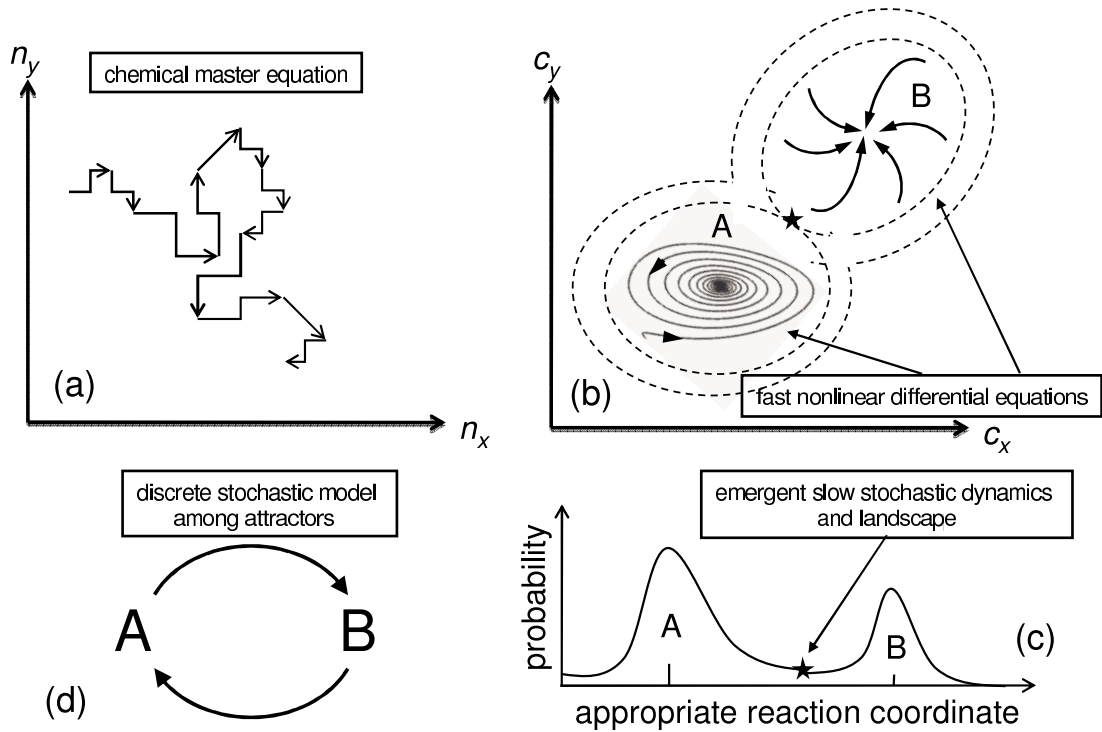 n_y
chemical master equation
(a)
n_x
c_y
B
A
(b)
fast nonlinear differential equations
c_x
discrete stochastic model
among attractors
A
B
(d)
emergent slow stochastic dynamics
and landscape
probability
A
B
(c)
appropriate reaction coordinate